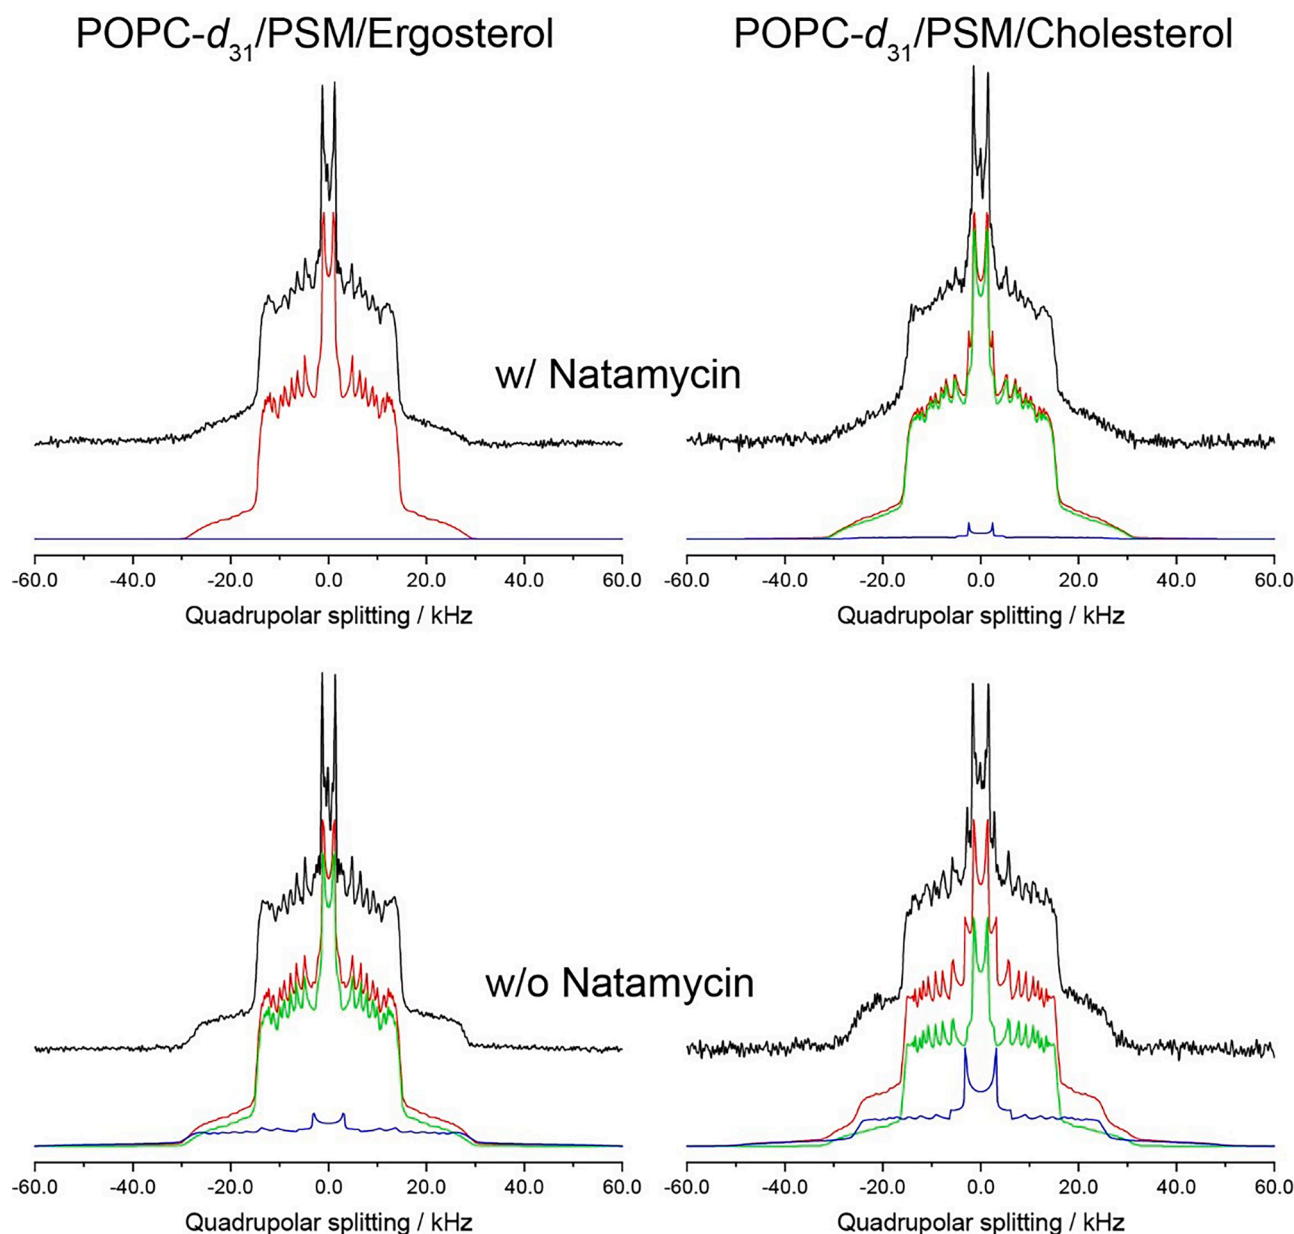 POPC-d31/PSM/Ergosterol
POPC-d31/PSM/Cholesterol
w/ Natamycin
-60.0 -40.0 -20.0 0.0 20.0 40.0 60.0
-60.0 -40.0 -20.0 0.0 20.0 40.0 60.0
Quadrupolar splitting / kHz
Quadrupolar splitting / kHz
w/o Natamycin
-60.0 -40.0 -20.0 0.0 20.0 40.0 60.0
-60.0 -40.0 -20.0 0.0 20.0 40.0 60.0
Quadrupolar splitting / kHz
Quadrupolar splitting / kHz